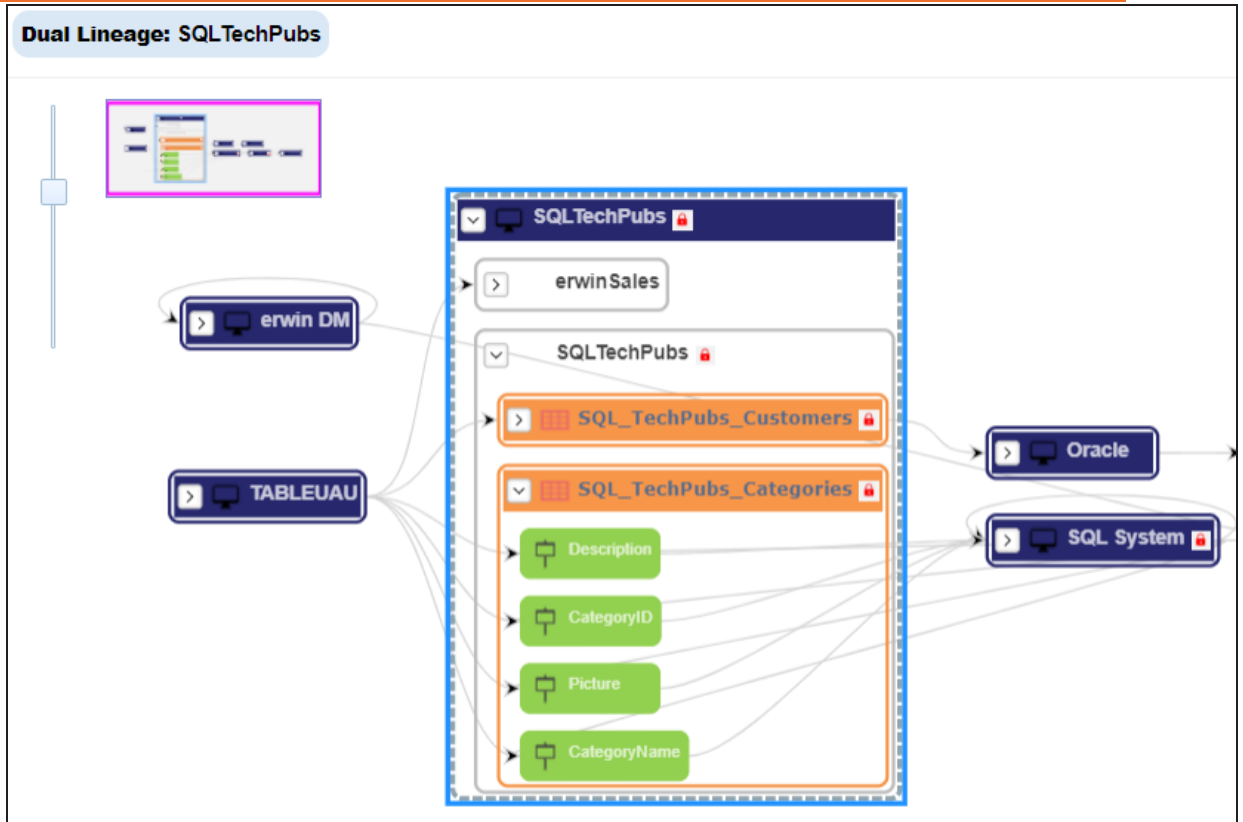 Dual Lineage: SQLTechPubs
SQLTechPubs
erwinSales
erwin DM
SQLTechPubs
SQL_TechPubs_Customers
Oracle
TABLEUAU
SQL_TechPubs_Categories
SQL System
Description
CategoryID
Picture
CategoryName